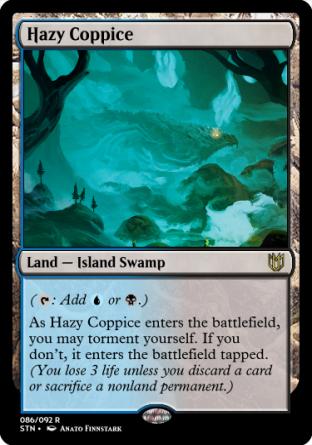 Hazy Coppice
Land — Island Swamp
(: Add or .)
As Hazy Coppice enters the battlefield,
you may torment yourself. If you
don't, it enters the battlefield tapped.
(You lose 3 life unless you discard a card
or sacrifice a nonland permanent.)
086/092 R
STN • Anato Finnstark